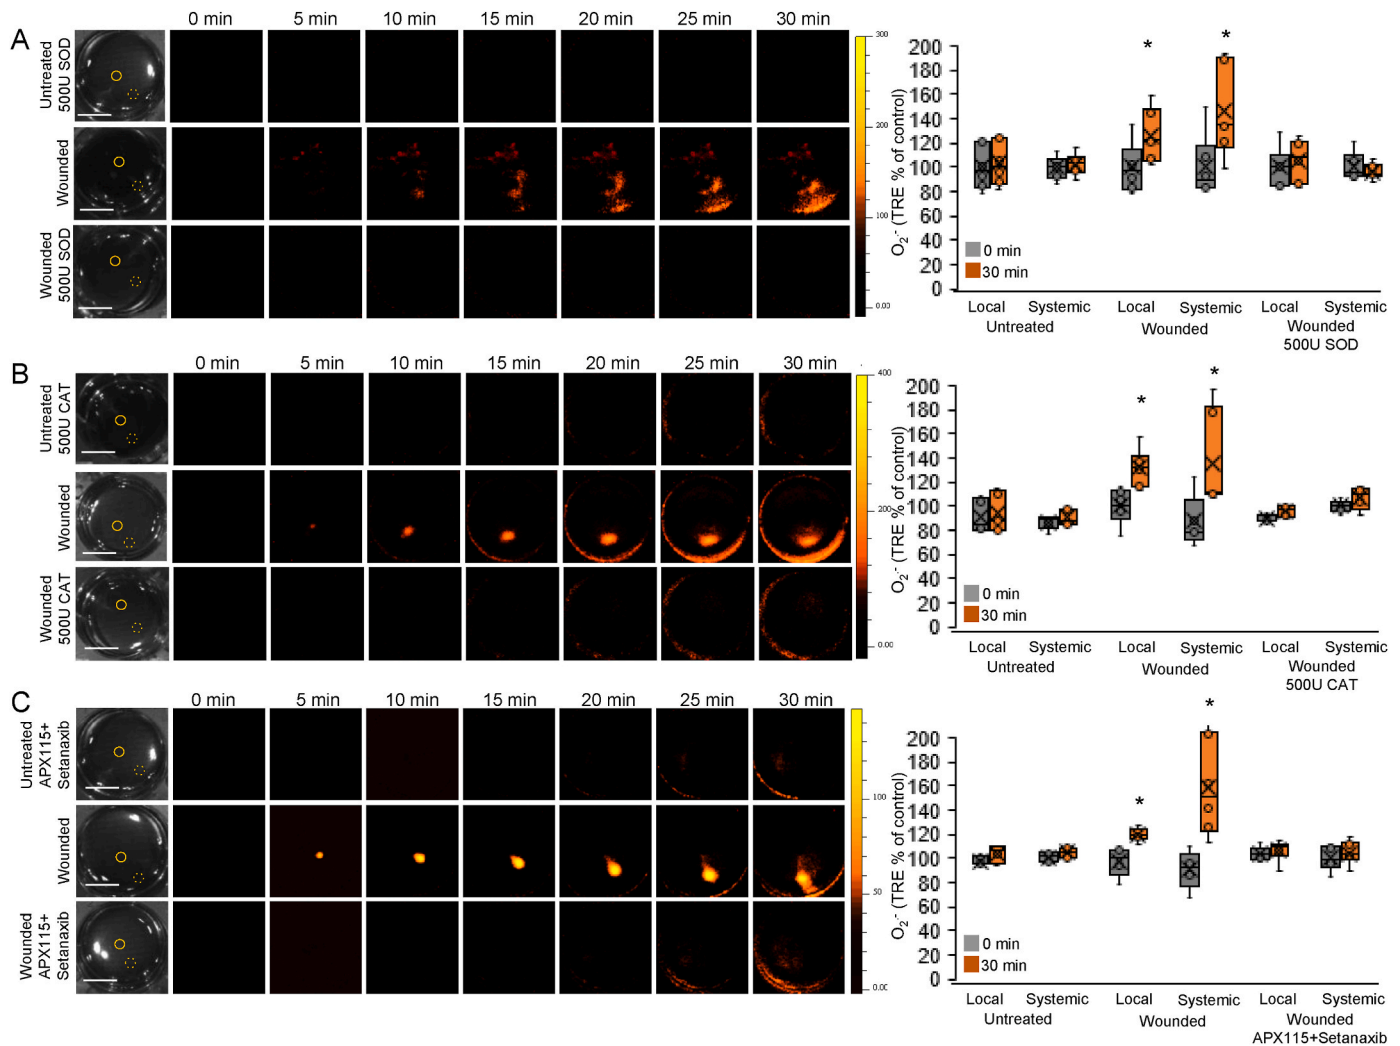 A
0 min 5 min 10 min 15 min 20 min 25 min 30 min
Untreated
500U SOD
Wounded
Wounded
500U SOD
300
200
100
0.00
O2·- (TRE % of control)
200
180
160
140
120
100
80
60
40
20
0
* *
0 min
30 min
Local Systemic Local Systemic Local Systemic
Untreated Wounded Wounded
500U SOD
B
0 min 5 min 10 min 15 min 20 min 25 min 30 min
Untreated
500U CAT
Wounded
Wounded
500U CAT
400
200
0.00
O2·- (TRE % of control)
200
180
160
140
120
100
80
60
40
20
0
* *
0 min
30 min
Local Systemic Local Systemic Local Systemic
Untreated Wounded Wounded
500U CAT
C
0 min 5 min 10 min 15 min 20 min 25 min 30 min
Untreated
APX115+
Setanaxib
Wounded
Wounded
APX115+
Setanaxib
100
50
0.00
O2·- (TRE % of control)
200
180
160
140
120
100
80
60
40
20
0
* *
0 min
30 min
Local Systemic Local Systemic Local Systemic
Untreated Wounded Wounded
APX115+Setanaxib